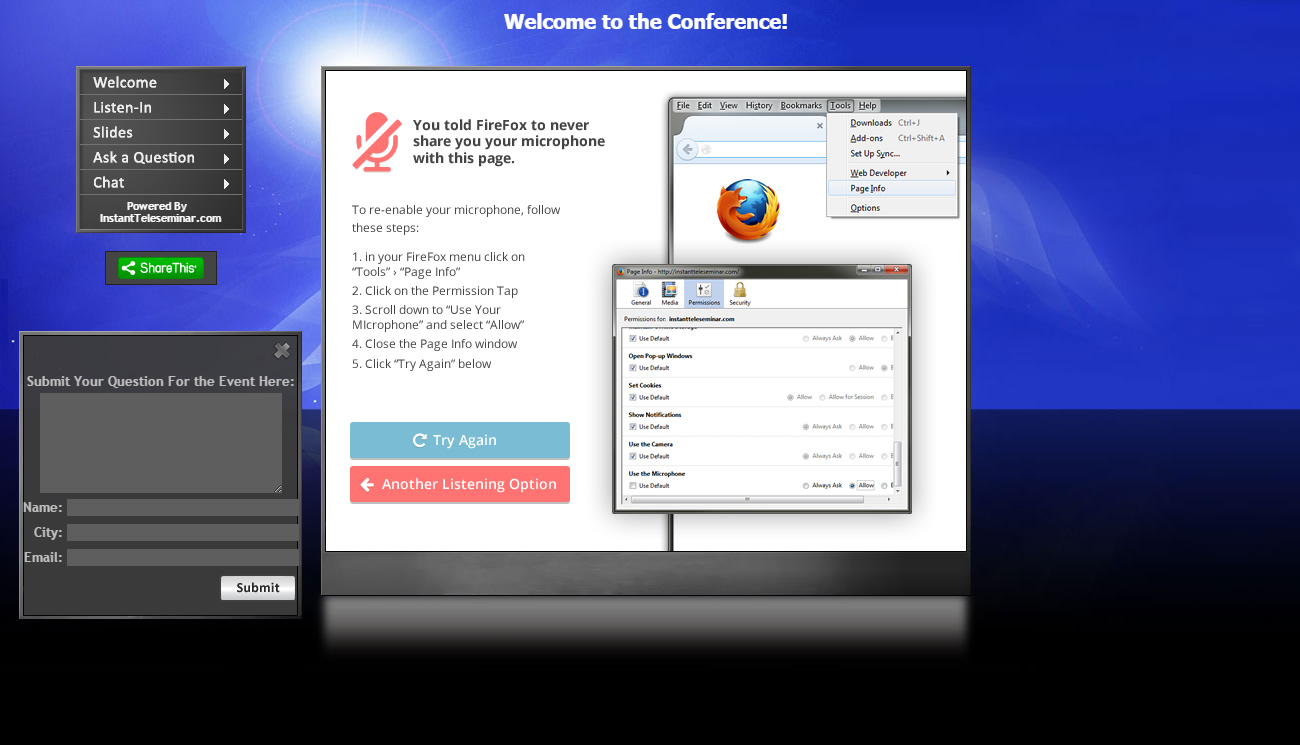 Welcome to the Conference!
Welcome
Listen-In
Slides
Ask a Question
Chat
Powered By
InstantTeleseminar.com
ShareThis
Submit Your Question For the Event Here:
Name:
City:
Email:
Submit
You told FireFox to never
share you your microphone
with this page.
To re-enable your microphone, follow
these steps:
1. in your FireFox menu click on
“Tools” › “Page Info”
2. Click on the Permission Tap
3. Scroll down to “Use Your
MIcrophone” and select “Allow”
4. Close the Page Info window
5. Click “Try Again” below
Try Again
Another Listening Option
File Edit View History Bookmarks Tools Help
Downloads Ctrl+J
Add-ons Ctrl+Shift+A
Set Up Sync...
Web Developer
Page Info
Options
Page Info - http://instantteleseminar.com/
General Media Permissions Security
Permissions for: instantteleseminar.com
Use Default Always Ask Allow
Open Pop-up Windows
Use Default Allow
Set Cookies
Use Default Allow Allow for Session
Show Notifications
Use Default Always Ask Allow
Use the Camera
Use Default Always Ask Allow
Use the Microphone
Use Default Always Ask Allow